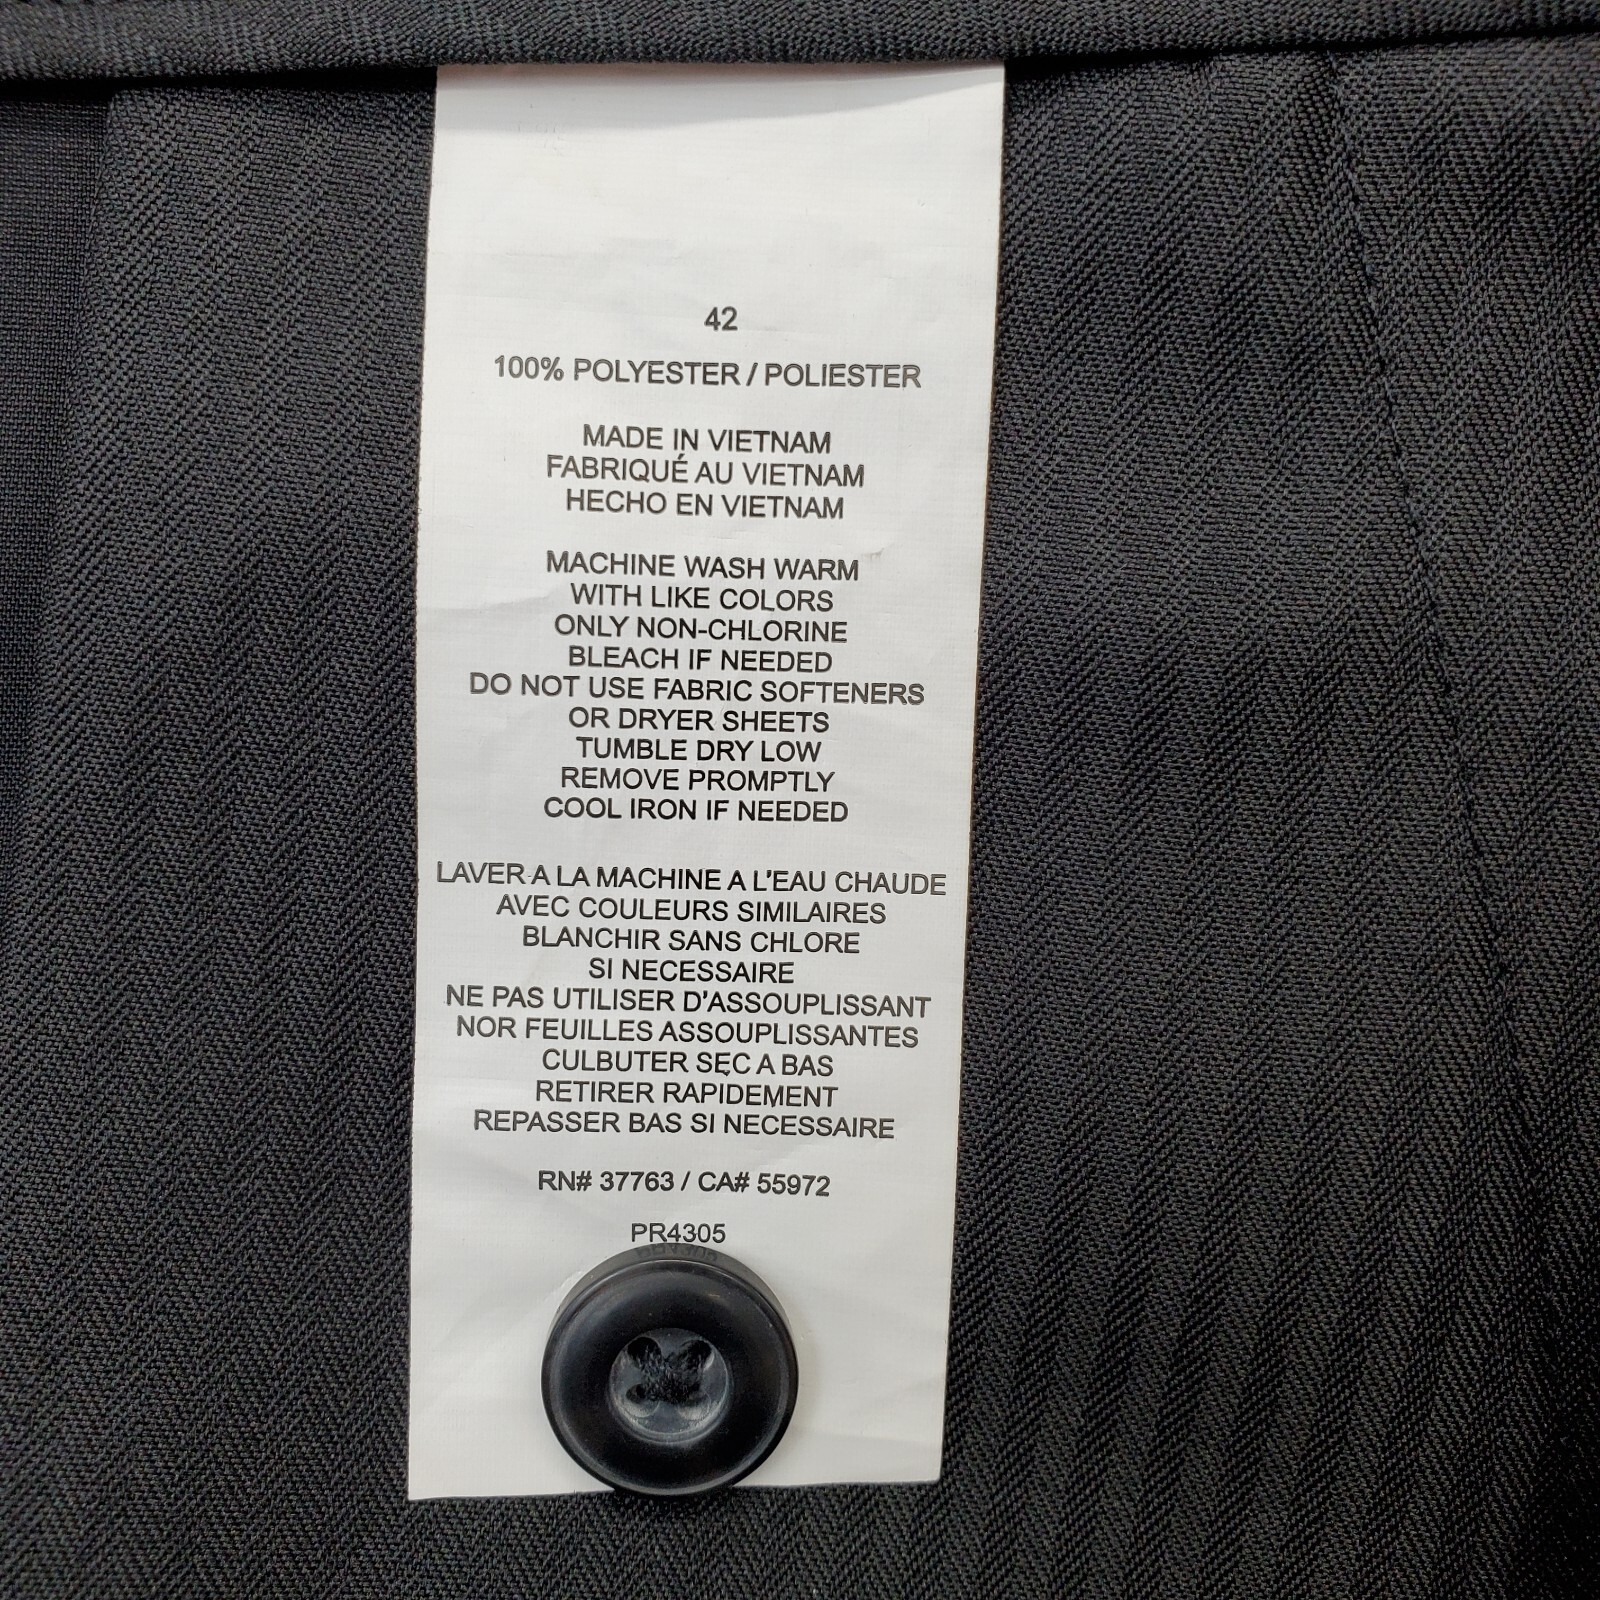 42
100% POLYESTER / POLIESTER
MADE IN VIETNAM
FABRIQUÉ AU VIETNAM
HECHO EN VIETNAM
MACHINE WASH WARM
WITH LIKE COLORS
ONLY NON-CHLORINE
BLEACH IF NEEDED
DO NOT USE FABRIC SOFTENERS
OR DRYER SHEETS
TUMBLE DRY LOW
REMOVE PROMPTLY
COOL IRON IF NEEDED
LAVER A LA MACHINE A L'EAU CHAUDE
AVEC COULEURS SIMILAIRES
BLANCHIR SANS CHLORE
SI NECESSAIRE
NE PAS UTILISER D'ASSOUPLISSANT
NOR FEUILLES ASSOUPLISSANTES
CULBUTER SEC A BAS
RETIRER RAPIDEMENT
REPASSER BAS SI NECESSAIRE
RN# 37763 / CA# 55972
PR4305